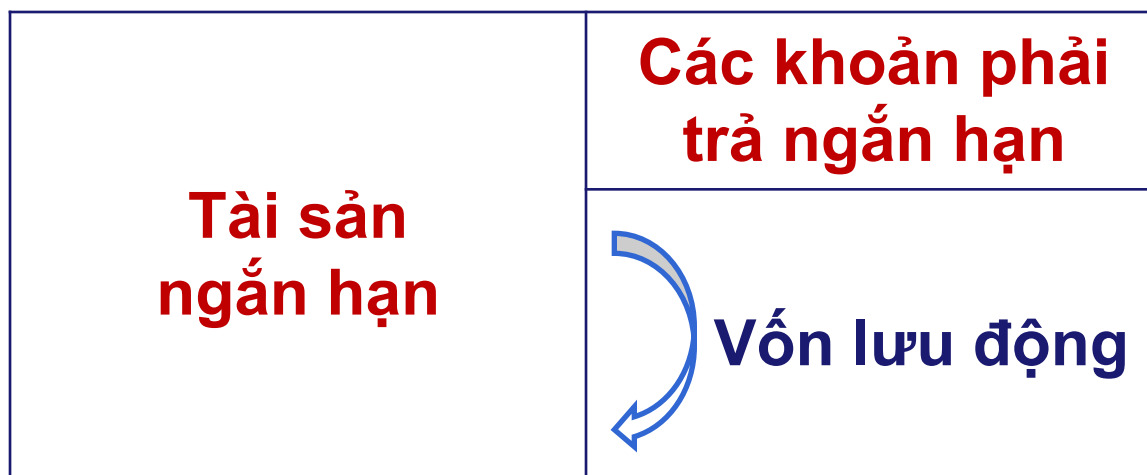 Tài sản
ngắn hạn
Các khoản phải
trả ngắn hạn
Vốn lưu động